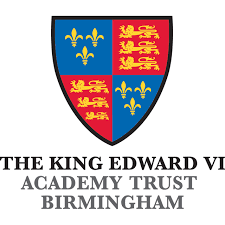 THE KING EDWARD VI
ACADEMY TRUST
BIRMINGHAM